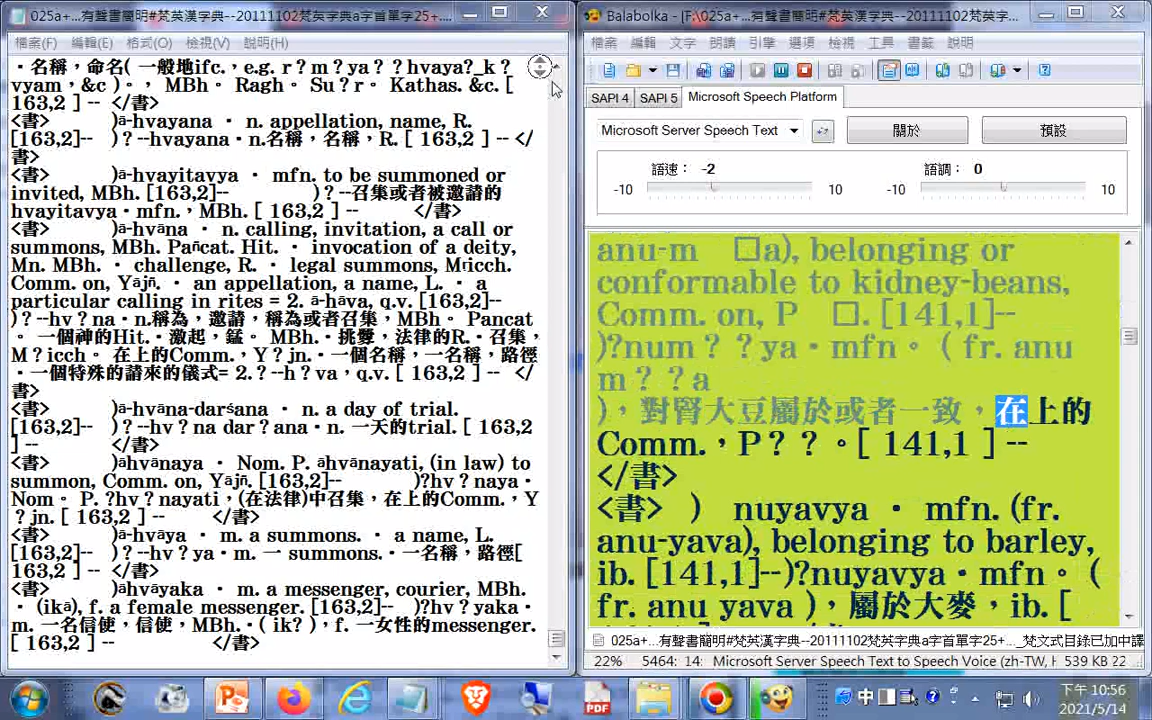 025a+...有聲書簡明#梵英漢字典--20111102梵英字典a字首單字25+...
檔案(F) 編輯(E) 格式(O) 檢視(V) 說明(H)
‧名稱，命名( 一般地ifc.，e.g. r？m？ya？？hvaya?_k？
vyam，&c )。， MBh。 Ragh。 Su？r。 Kathas. &c. [
163,2 ] -- </書>
<書> )ā-hvayana ‧ n. appellation, name, R.
[163,2]-- )？--hvayana‧n.名稱，名稱，R. [ 163,2 ] -- </
書>
<書> )ā-hvayitavya ‧ mfn. to be summoned or
invited, MBh. [163,2]-- )？--召集或者被邀請的
hvayitavya‧mfn.，MBh. [ 163,2 ] -- </書>
<書> )ā-hvāna ‧ n. calling, invitation, a call or
summons, MBh. Pañcat. Hit. ‧ invocation of a deity,
Mn. MBh. ‧ challenge, R. ‧ legal summons, Mṛicch.
Comm. on, Yājñ. ‧ an appellation, a name, L. ‧ a
particular calling in rites = 2. ā-hāva, q.v. [163,2]--
)？--hv？na‧n.稱為，邀請，稱為或者召集，MBh。 Pancat
。 一個神的Hit.‧激起，錳。 MBh.‧挑釁，法律的R.‧召集，
M？icch。 在上的Comm.，Y？jn.‧一個名稱，一名稱，路徑
‧一個特殊的請來的儀式= 2.？--h？va，q.v. [ 163,2 ] -- </
書>
<書> )ā-hvāna-darśana ‧ n. a day of trial.
[163,2]-- )？--hv？na dar？ana‧n. 一天的trial. [ 163,2
] -- </書>
<書> )āhvānaya ‧ Nom. P. āhvānayati, (in law) to
summon, Comm. on, Yājñ. [163,2]-- )?hv？naya‧
Nom。 P. ?hv？nayati，(在法律)中召集，在上的Comm.，Y
？jn. [ 163,2 ] -- </書>
<書> )ā-hvāya ‧ m. a summons. ‧ a name, L.
[163,2]-- )？--hv？ya‧m. 一 summons.‧一名稱，路徑[
163,2 ] -- </書>
<書> )āhvāyaka ‧ m. a messenger, courier, MBh.
‧ (ikā), f. a female messenger. [163,2]-- )?hv？yaka‧
m. 一名信使，信使，MBh.‧( ik？)，f. 一女性的messenger.
[ 163,2 ] -- </書>
Balabolka - [F:\025a+...有聲書簡明#梵英漢字典--20111102梵英字...
檔案 編輯 文字 朗讀 引擎 選項 檢視 工具 書籤 說明
SAPI 4 SAPI 5 Microsoft Speech Platform
Microsoft Server Speech Text 關於 預設
語速： -2 語調： 0
-10 10 -10 10
anu-m □a), belonging or
conformable to kidney-beans,
Comm. on, P □. [141,1]--
)?num？？ya‧mfn。 ( fr. anu
m？？a
)，對腎大豆屬於或者一致，在上的
Comm.，P？？。[ 141,1 ] --
</書>
<書> ) nuyavya ‧ mfn. (fr.
anu-yava), belonging to barley,
ib. [141,1]--)?nuyavya‧mfn。 (
fr. anu yava )，屬於大麥，ib. [
025a+...有聲書簡明#梵英漢字典--20111102梵英字典a字首單字25+..._梵文式目錄已加中譯
22% 5464: 14: Microsoft Server Speech Text to Speech Voice (zh-TW, H 539 KB 22
PDF 中 下午 10:56
2021/5/14